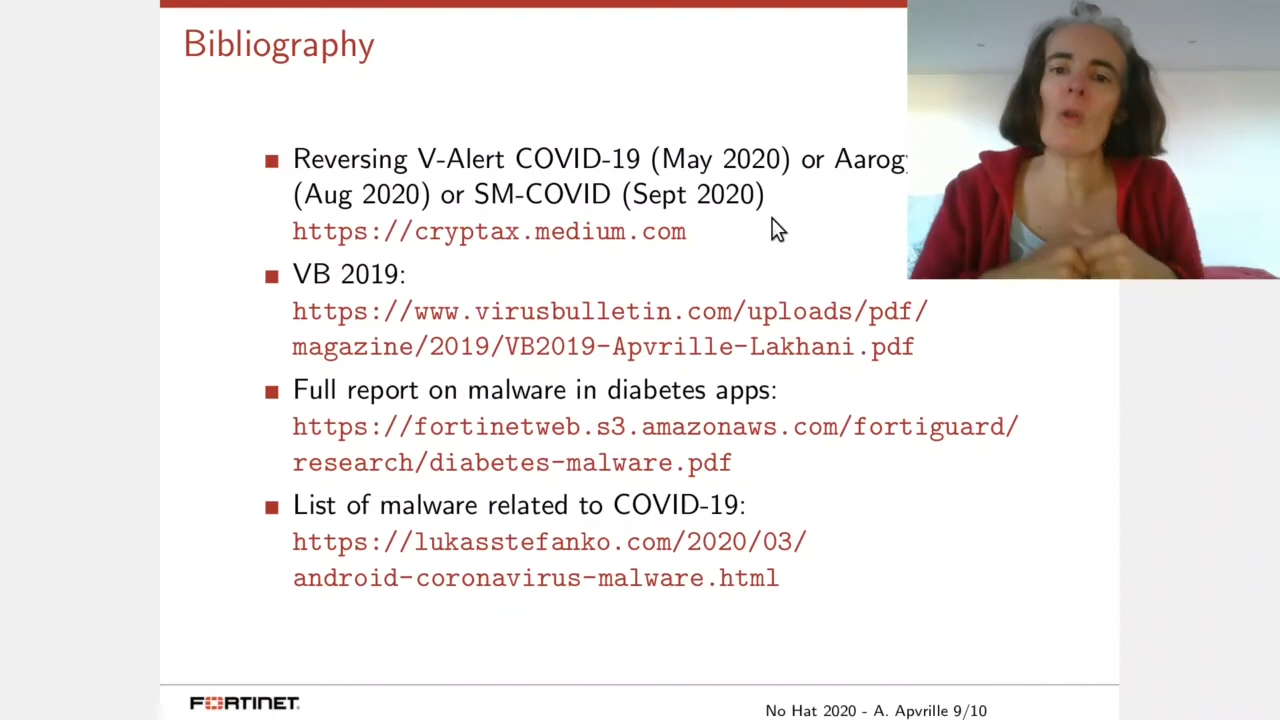 Bibliography
Reversing V-Alert COVID-19 (May 2020) or
(Aug 2020) or SM-COVID (Sept 2020)
https://cryptax.medium.com
VB 2019:
https://www.virusbulletin.com/uploads/pdf/
magazine/2019/VB2019-Apvrille-Lakhani.pdf
Full report on malware in diabetes apps:
https://fortinetweb.s3.amazonaws.com/fortiguard/
research/diabetes-malware.pdf
List of malware related to COVID-19:
https://lukasstefanko.com/2020/03/
android-coronavirus-malware.html
FORTINET
No Hat 2020 - A. Apvrille 9/10